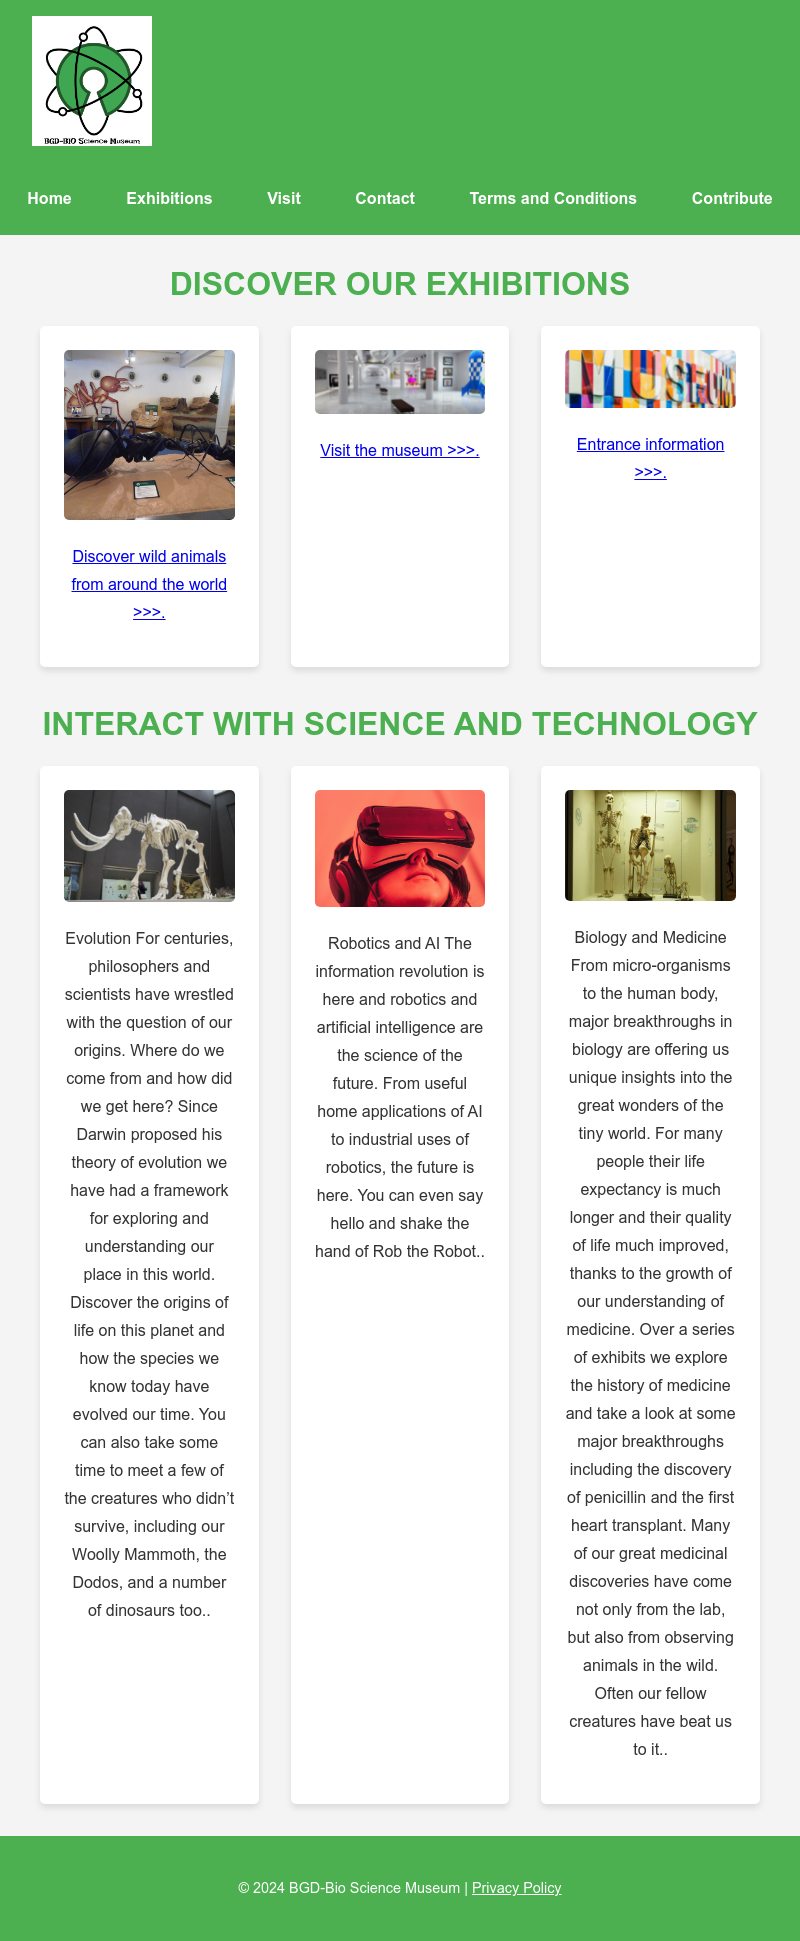 BGD-BIO Science Museum
Home Exhibitions Visit Contact Terms and Conditions Contribute
DISCOVER OUR EXHIBITIONS
Discover wild animals
from around the world
>>>.
MUSEUM
Visit the museum >>>.
Entrance information
>>>.
INTERACT WITH SCIENCE AND TECHNOLOGY
Evolution For centuries,
philosophers and
scientists have wrestled
with the question of our
origins. Where do we
come from and how did
we get here? Since
Darwin proposed his
theory of evolution we
have had a framework
for exploring and
understanding our
place in this world.
Discover the origins of
life on this planet and
how the species we
know today have
evolved our time. You
can also take some
time to meet a few of
the creatures who didn’t
survive, including our
Woolly Mammoth, the
Dodos, and a number
of dinosaurs too..
Robotics and AI The
information revolution is
here and robotics and
artificial intelligence are
the science of the
future. From useful
home applications of AI
to industrial uses of
robotics, the future is
here. You can even say
hello and shake the
hand of Rob the Robot..
Biology and Medicine
From micro-organisms
to the human body,
major breakthroughs in
biology are offering us
unique insights into the
great wonders of the
tiny world. For many
people their life
expectancy is much
longer and their quality
of life much improved,
thanks to the growth of
our understanding of
medicine. Over a series
of exhibits we explore
the history of medicine
and take a look at some
major breakthroughs
including the discovery
of penicillin and the first
heart transplant. Many
of our great medicinal
discoveries have come
not only from the lab,
but also from observing
animals in the wild.
Often our fellow
creatures have beat us
to it..
© 2024 BGD-Bio Science Museum | Privacy Policy